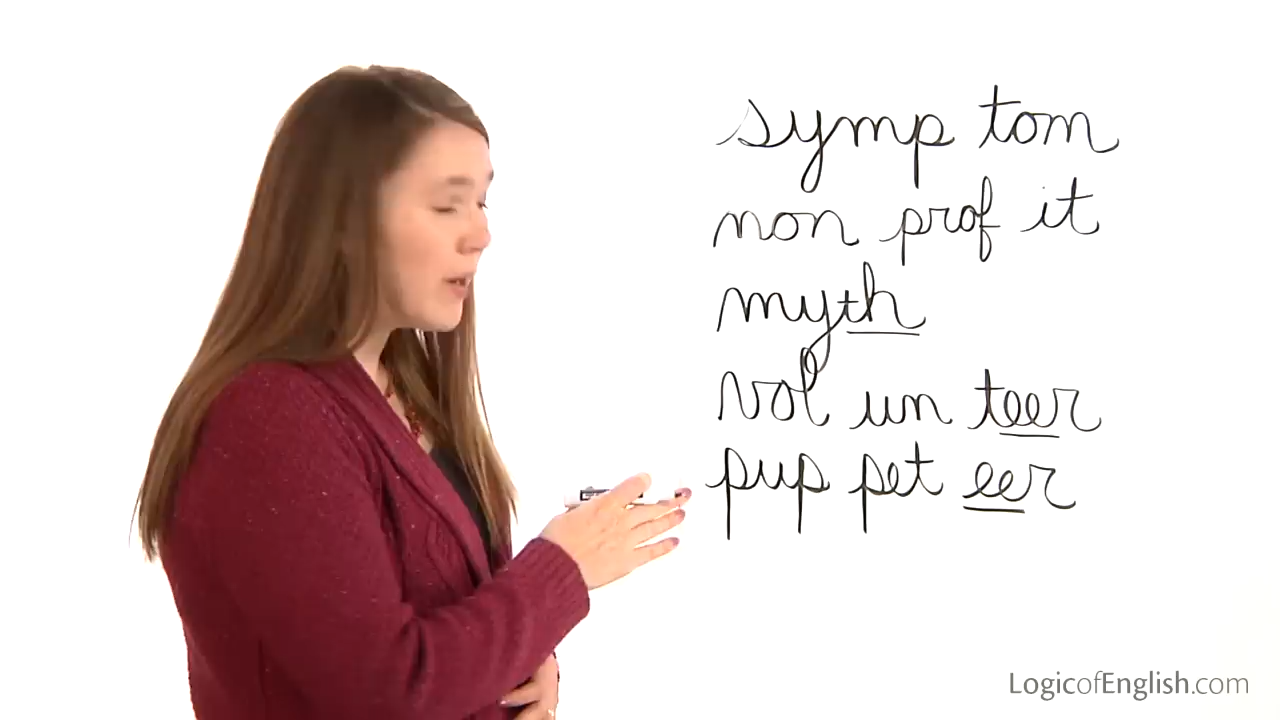 symp tom
non prof it
myth
vol un teer
pup pet eer
LogicofEnglish.com